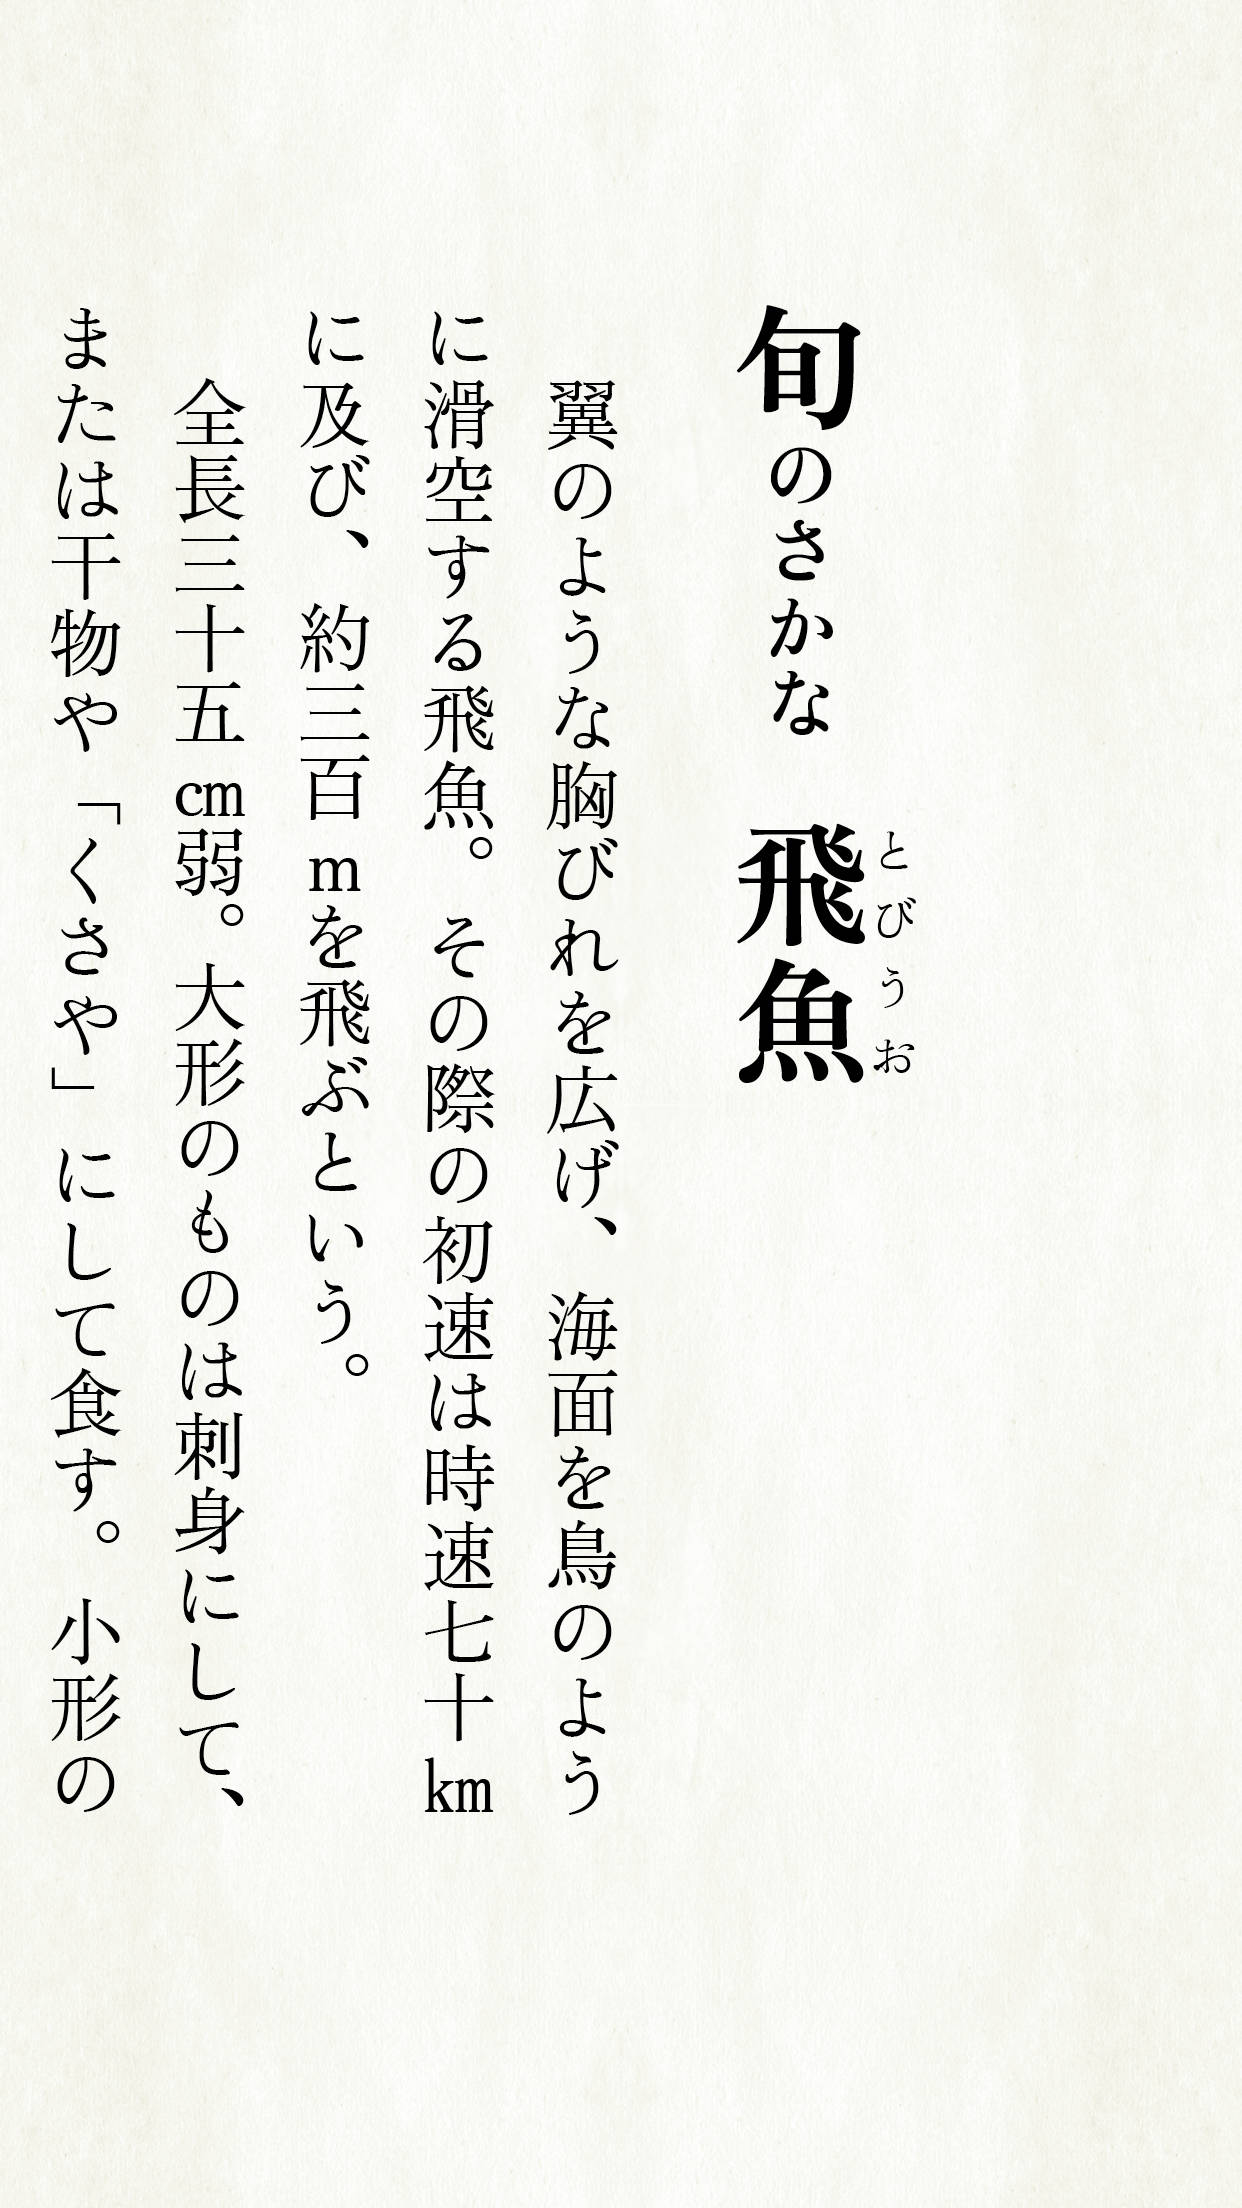 旬のさかな　飛魚
とびうお
翼のような胸びれを広げ、海面を鳥のよう
に滑空する飛魚。その際の初速は時速七十km
に及び、約三百mを飛ぶという。
全長三十五cm弱。大形のものは刺身にして、
または干物や「くさや」にして食す。小形の